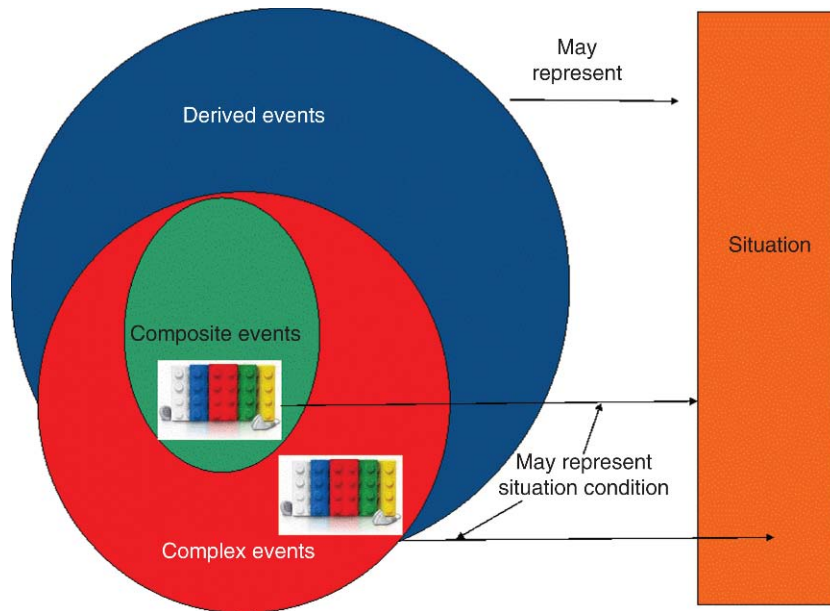 May
represent
Derived events
Situation
Composite events
May represent
situation condition
Complex events